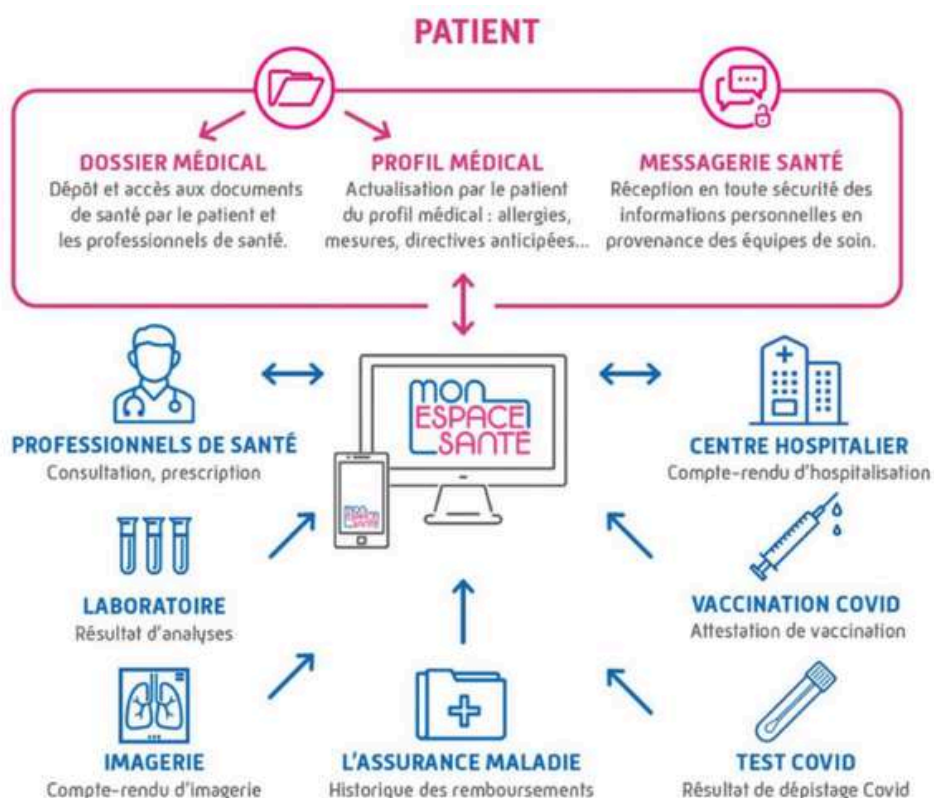 PATIENT
DOSSIER MÉDICAL
Dépôt et accès aux documents
de santé par le patient et
les professionnels de santé.
PROFIL MÉDICAL
Actualisation par le patient
du profil médical : allergies,
mesures, directives anticipées...
MESSAGERIE SANTÉ
Réception en toute sécurité des
informations personnelles en
provenance des équipes de soin.
PROFESSIONNELS DE SANTÉ
Consultation, prescription
mon
ESPACE
SANTÉ
mon
ESPACE
SANTÉ
CENTRE HOSPITALIER
Compte-rendu d'hospitalisation
LABORATOIRE
Résultat d'analyses
VACCINATION COVID
Attestation de vaccination
IMAGERIE
Compte-rendu d'imagerie
L'ASSURANCE MALADIE
Historique des remboursements
TEST COVID
Résultat de dépistage Covid